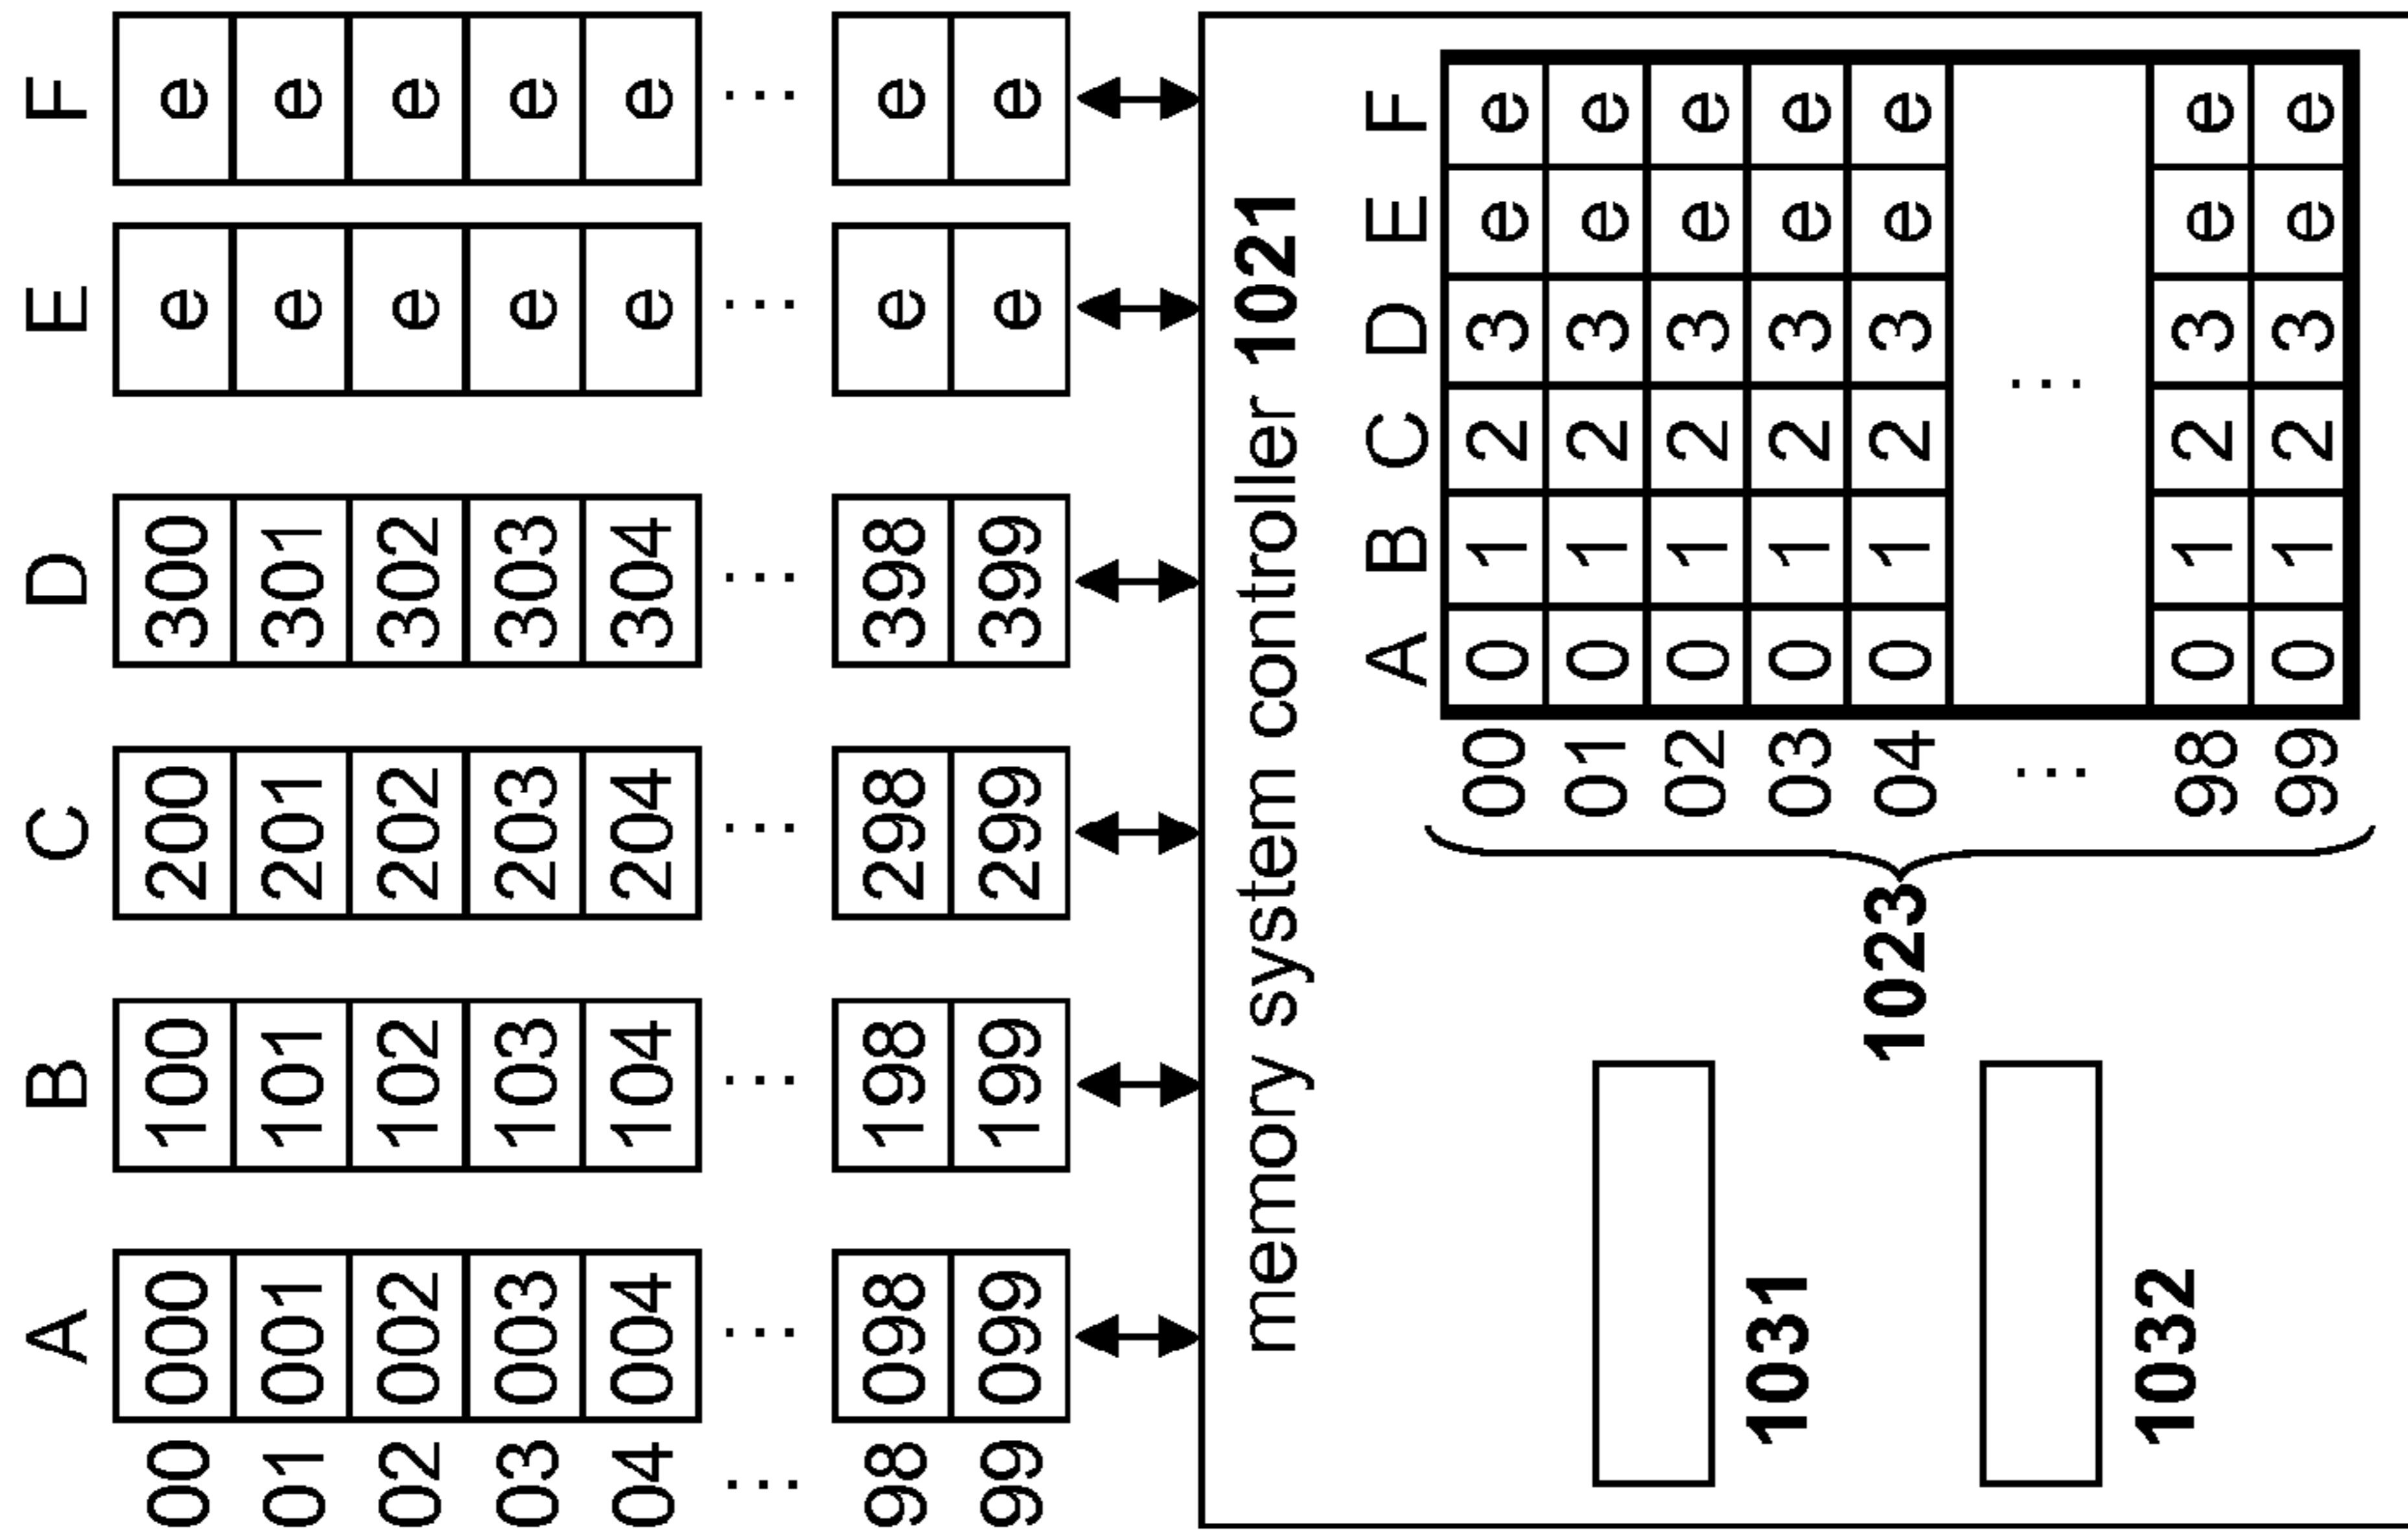 A B C D E F
00 000 100 200 300 e e
01 001 101 201 301 e e
02 002 102 202 302 e e
03 003 103 203 303 e e
04 004 104 204 304 e e
... ... ... ... ... ... ...
98 098 198 298 398 e e
99 099 199 299 399 e e
memory system controller 1021
A B C D E F
00 0 1 2 3 e e
01 0 1 2 3 e e
02 0 1 2 3 e e
03 0 1 2 3 e e
04 0 1 2 3 e e
... ...
98 0 1 2 3 e e
99 0 1 2 3 e e
1031
1023
1032